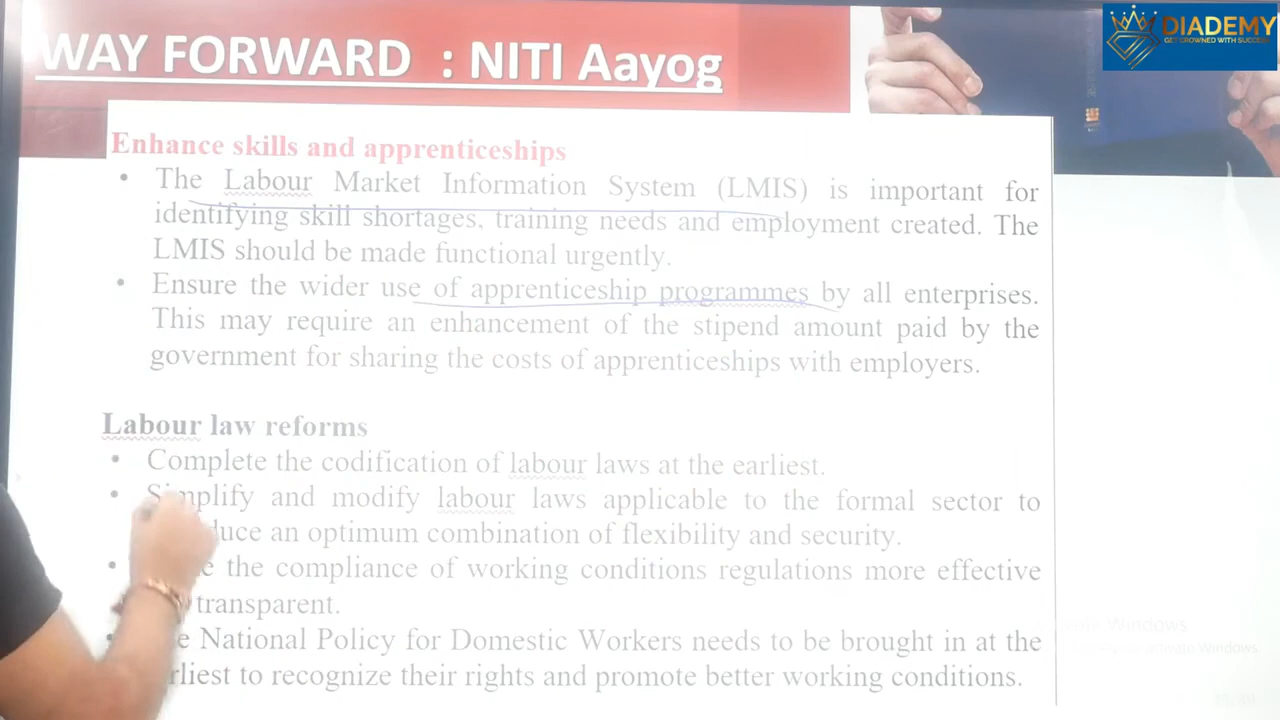 WAY FORWARD : NITI Aayog
DIADEMY
GET CROWNED WITH SUCCESS
Enhance skills and apprenticeships
• The Labour Market Information System (LMIS) is important for
identifying skill shortages, training needs and employment created. The
LMIS should be made functional urgently.
• Ensure the wider use of apprenticeship programmes by all enterprises.
This may require an enhancement of the stipend amount paid by the
government for sharing the costs of apprenticeships with employers.
Labour law reforms
• Complete the codification of labour laws at the earliest.
• Simplify and modify labour laws applicable to the formal sector to
duce an optimum combination of flexibility and security.
• the compliance of working conditions regulations more effective
transparent.
• National Policy for Domestic Workers needs to be brought in at the
rliest to recognize their rights and promote better working conditions.
Windows
Windows.